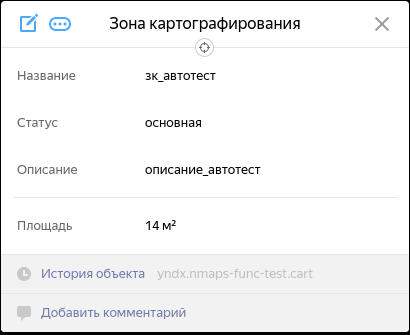 Зона картографирования
Название зк_автотест
Статус основная
Описание описание_автотест
Площадь 14 м²
История объекта yndx.nmaps-func-test.cart
Добавить комментарий